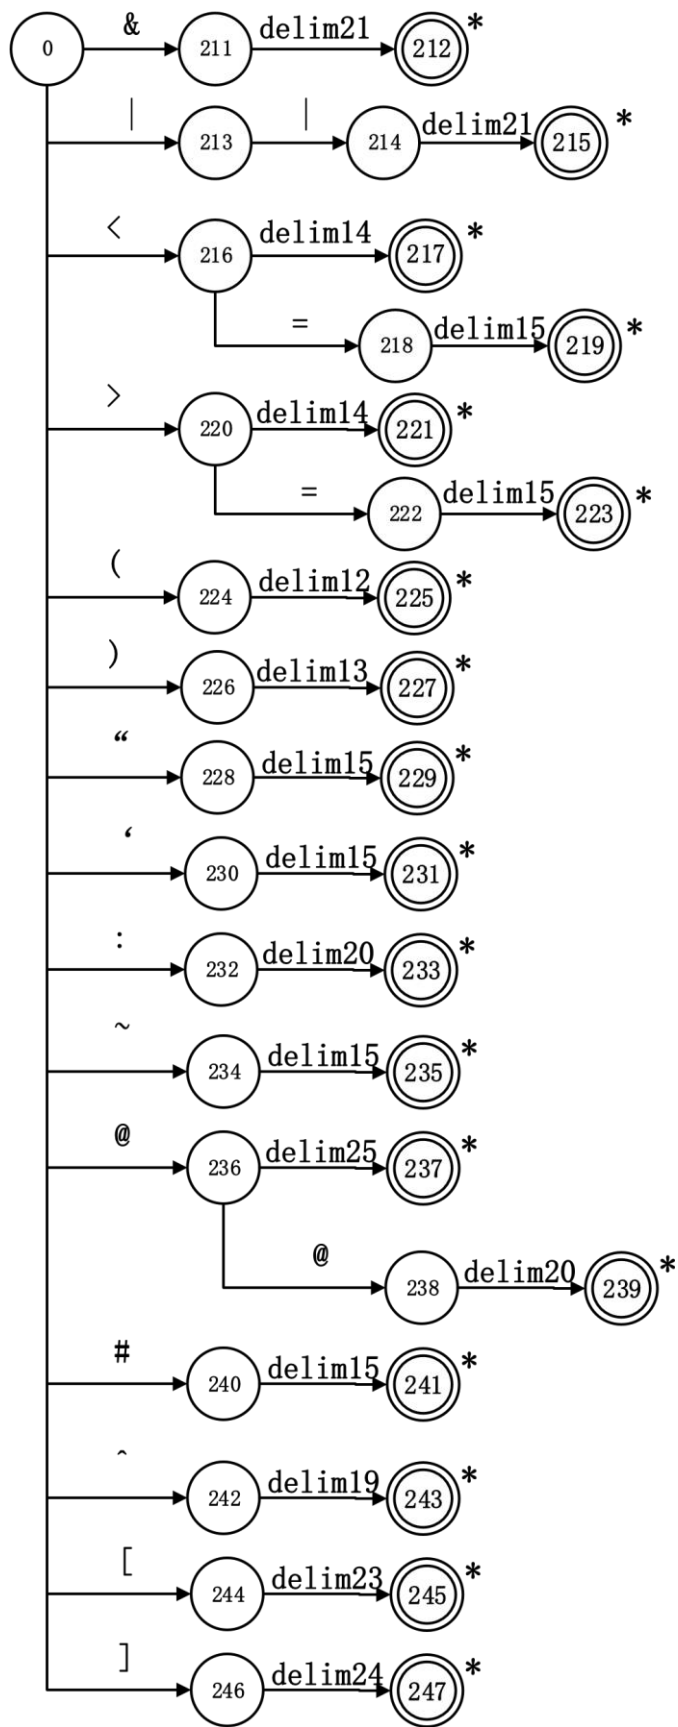 0 & 211 delim21 212 *
| 213 | 214 delim21 215 *
< 216 delim14 217 *
= 218 delim15 219 *
> 220 delim14 221 *
= 222 delim15 223 *
( 224 delim12 225 *
) 226 delim13 227 *
“ 228 delim15 229 *
‘ 230 delim15 231 *
: 232 delim20 233 *
~ 234 delim15 235 *
@ 236 delim25 237 *
@ 238 delim20 239 *
# 240 delim15 241 *
^ 242 delim19 243 *
[ 244 delim23 245 *
] 246 delim24 247 *